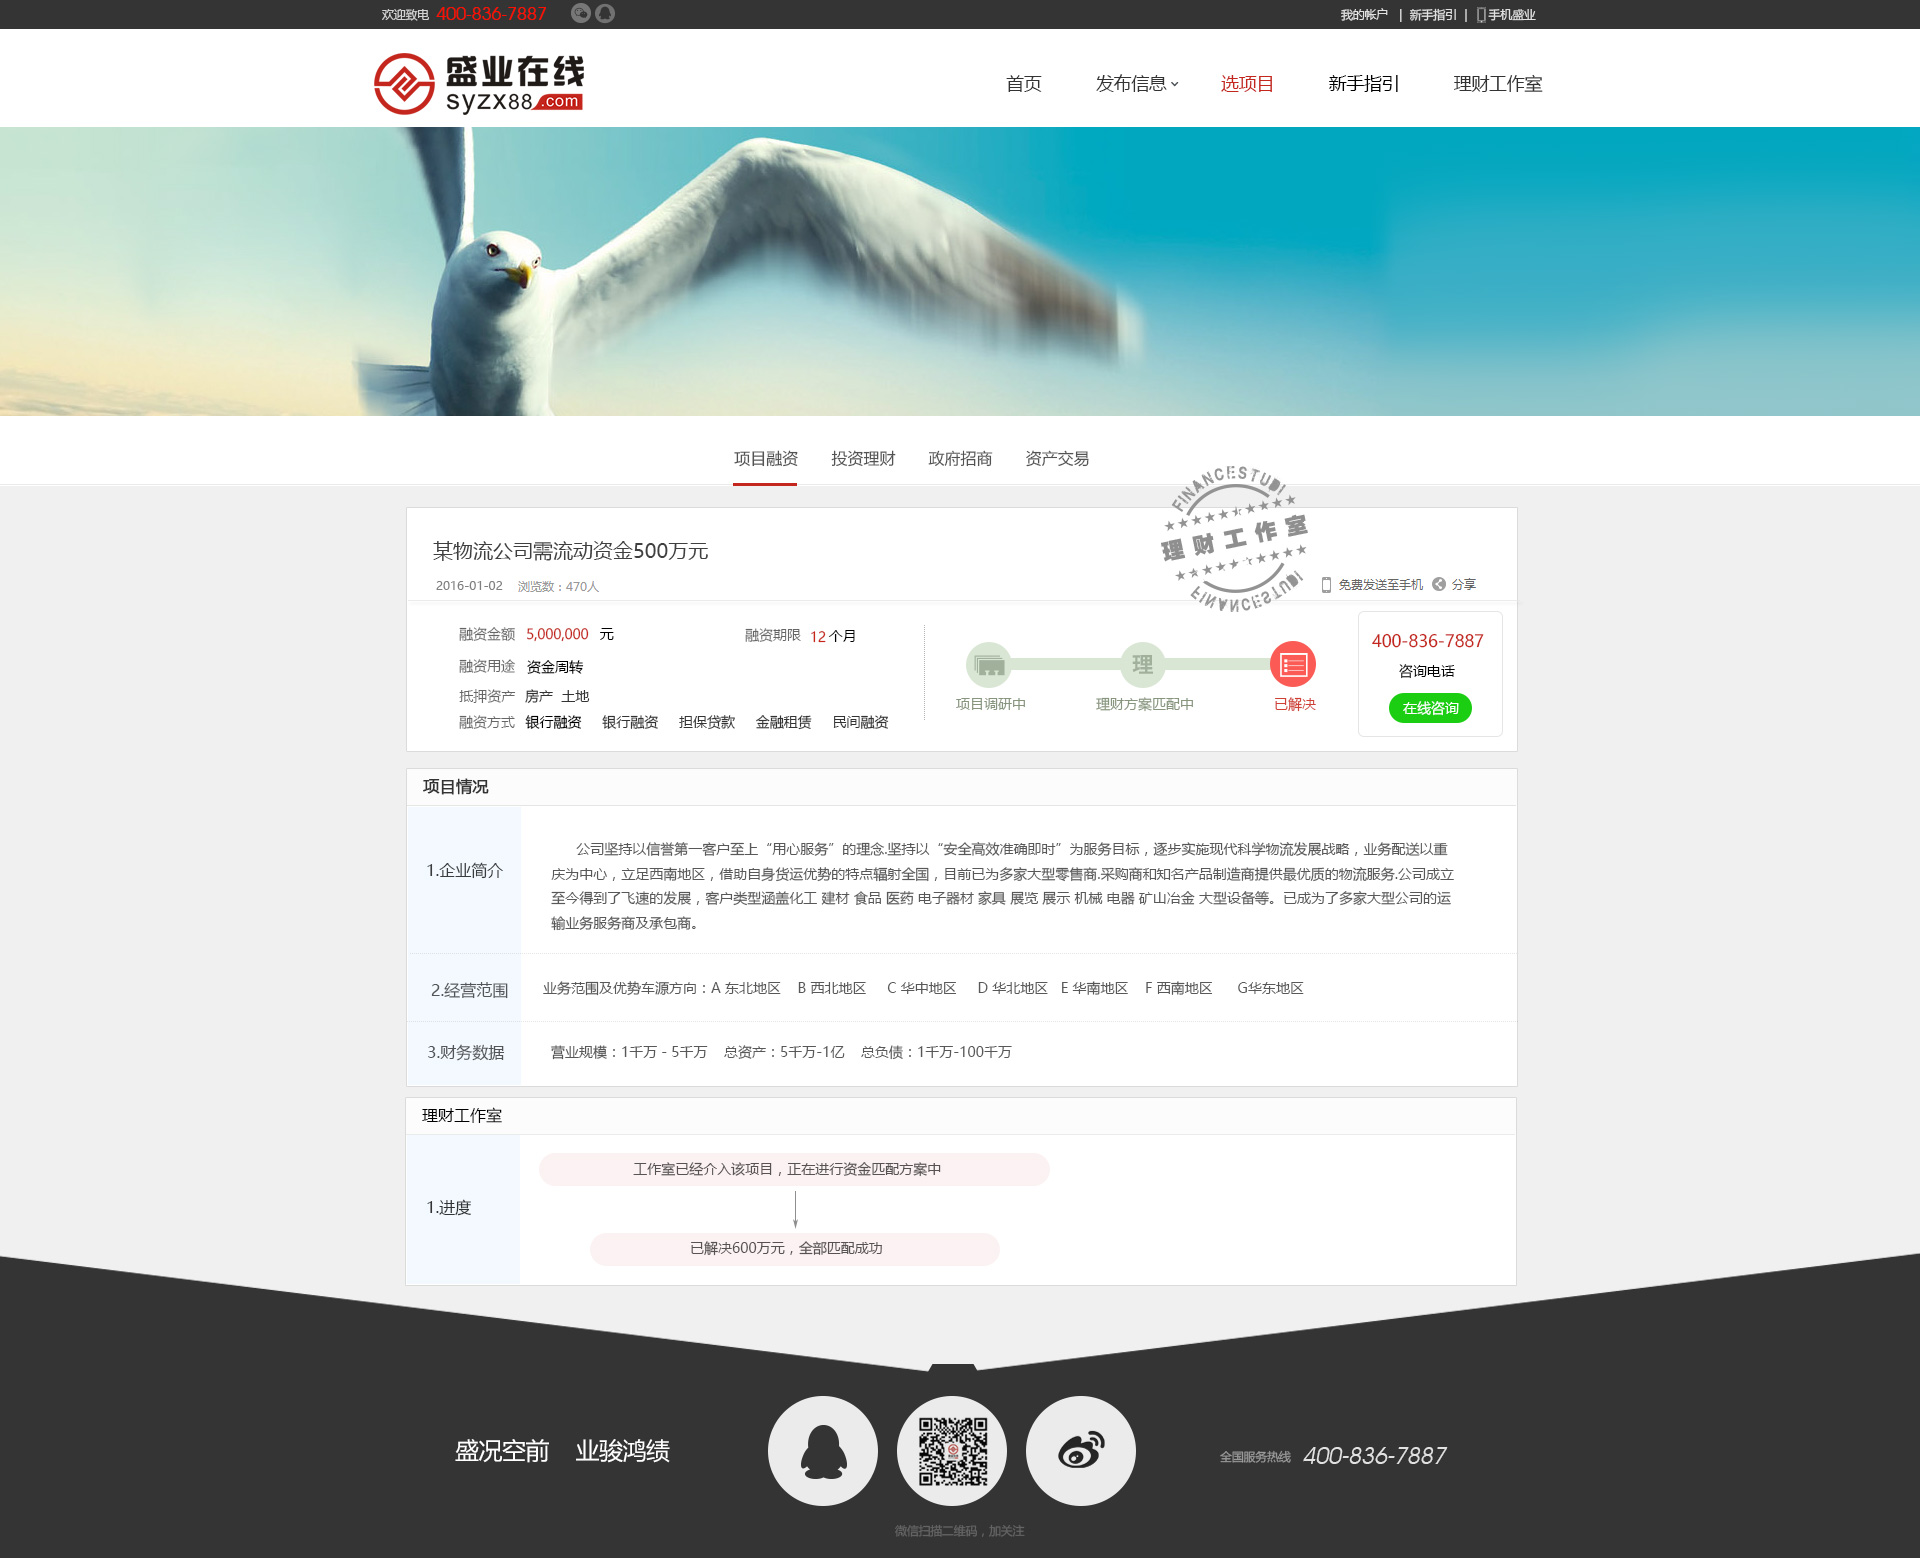 欢迎致电 400-836-7887
我的帐户 | 新手指引 | 手机盛业
盛业在线
syzx88.com
首页 发布信息 选项目 新手指引 理财工作室
项目融资 投资理财 政府招商 资产交易
FINANCESTUDI
理财工作室
FINANCESTUDI
某物流公司需流动资金500万元
2016-01-02 浏览数：470人
免费发送至手机 分享
融资金额 5,000,000 元 融资期限 12 个月
融资用途 资金周转
抵押资产 房产 土地
融资方式 银行融资 银行融资 担保贷款 金融租赁 民间融资
理
项目调研中 理财方案匹配中 已解决
400-836-7887
咨询电话
在线咨询
项目情况
1.企业简介
公司坚持以信誉第一客户至上“用心服务”的理念.坚持以“安全高效准确即时”为服务目标，逐步实施现代科学物流发展战略，业务配送以重
庆为中心，立足西南地区，借助自身货运优势的特点辐射全国，目前已为多家大型零售商.采购商和知名产品制造商提供最优质的物流服务.公司成立
至今得到了飞速的发展，客户类型涵盖化工 建材 食品 医药 电子器材 家具 展览 展示 机械 电器 矿山冶金 大型设备等。已成为了多家大型公司的运
输业务服务商及承包商。
2.经营范围
业务范围及优势车源方向：A 东北地区 B 西北地区 C 华中地区 D 华北地区 E 华南地区 F 西南地区 G华东地区
3.财务数据
营业规模：1千万 - 5千万 总资产：5千万-1亿 总负债：1千万-100千万
理财工作室
1.进度
工作室已经介入该项目，正在进行资金匹配方案中
已解决600万元，全部匹配成功
盛况空前 业骏鸿绩
全国服务热线 400-836-7887
微信扫描二维码，加关注